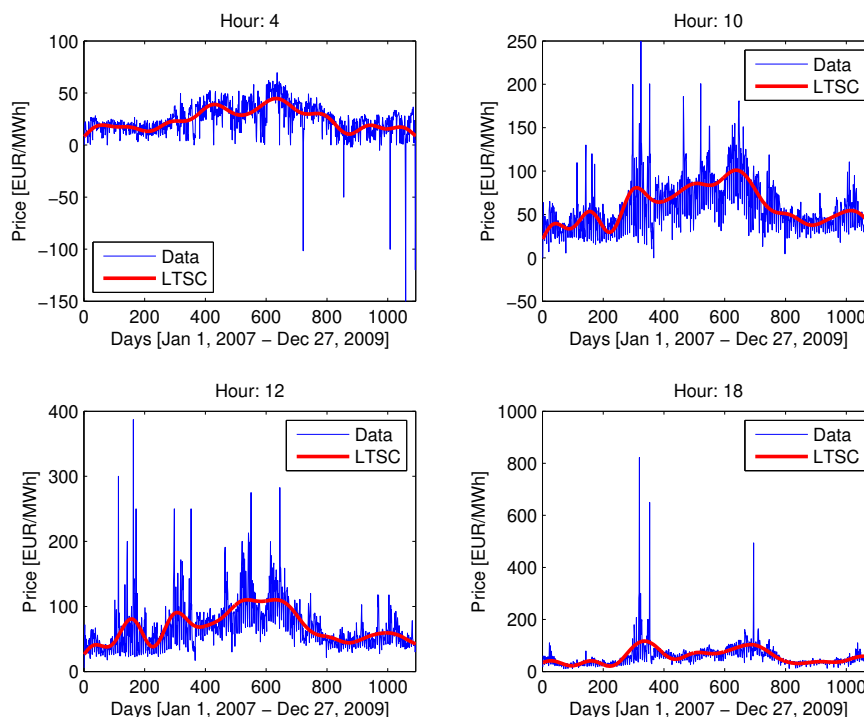 Hour: 4
100
50
0
−50
−100
−150
Price [EUR/MWh]
Data
LTSC
0 200 400 600 800 1000
Days [Jan 1, 2007 − Dec 27, 2009]
Hour: 10
250
200
150
100
50
0
−50
Price [EUR/MWh]
Data
LTSC
0 200 400 600 800 1000
Days [Jan 1, 2007 − Dec 27, 2009]
Hour: 12
400
300
200
100
0
Price [EUR/MWh]
Data
LTSC
0 200 400 600 800 1000
Days [Jan 1, 2007 − Dec 27, 2009]
Hour: 18
1000
800
600
400
200
0
Price [EUR/MWh]
Data
LTSC
0 200 400 600 800 1000
Days [Jan 1, 2007 − Dec 27, 2009]